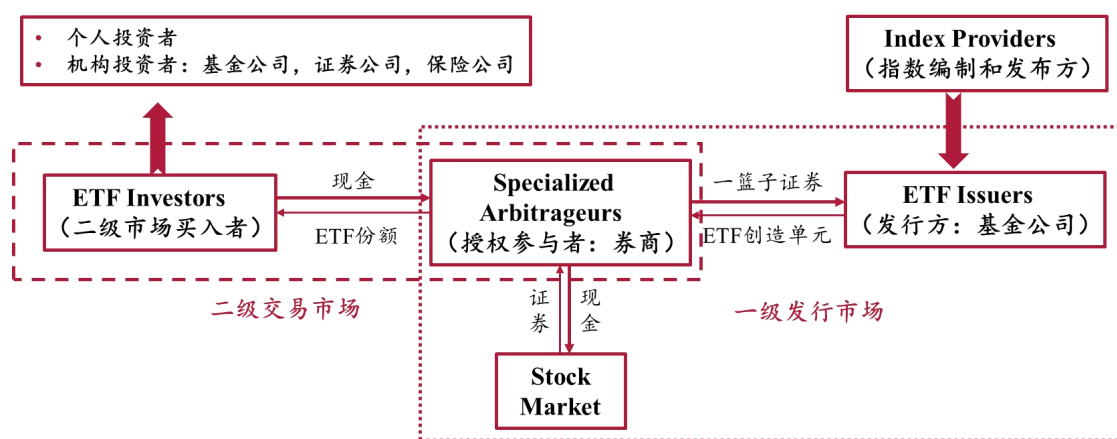 • 个人投资者
• 机构投资者：基金公司，证券公司，保险公司
Index Providers
（指数编制和发布方）
ETF Investors
（二级市场买入者）
现金
ETF份额
Specialized
Arbitrageurs
（授权参与者：券商）
一篮子证券
ETF创造单元
ETF Issuers
（发行方：基金公司）
二级交易市场
证券
现金
一级发行市场
Stock
Market